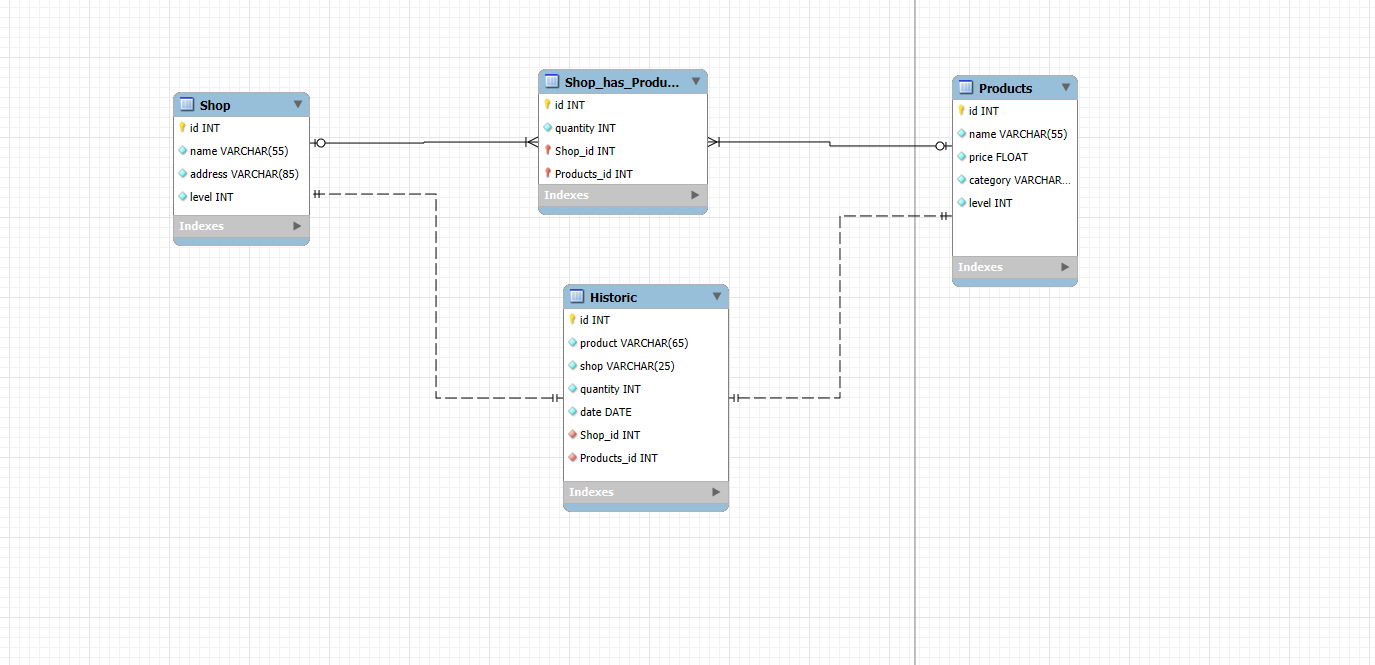 Shop
id INT
name VARCHAR(55)
address VARCHAR(85)
level INT
Indexes
Shop_has_Produ...
id INT
quantity INT
Shop_id INT
Products_id INT
Indexes
Products
id INT
name VARCHAR(55)
price FLOAT
category VARCHAR...
level INT
Indexes
Historic
id INT
product VARCHAR(65)
shop VARCHAR(25)
quantity INT
date DATE
Shop_id INT
Products_id INT
Indexes